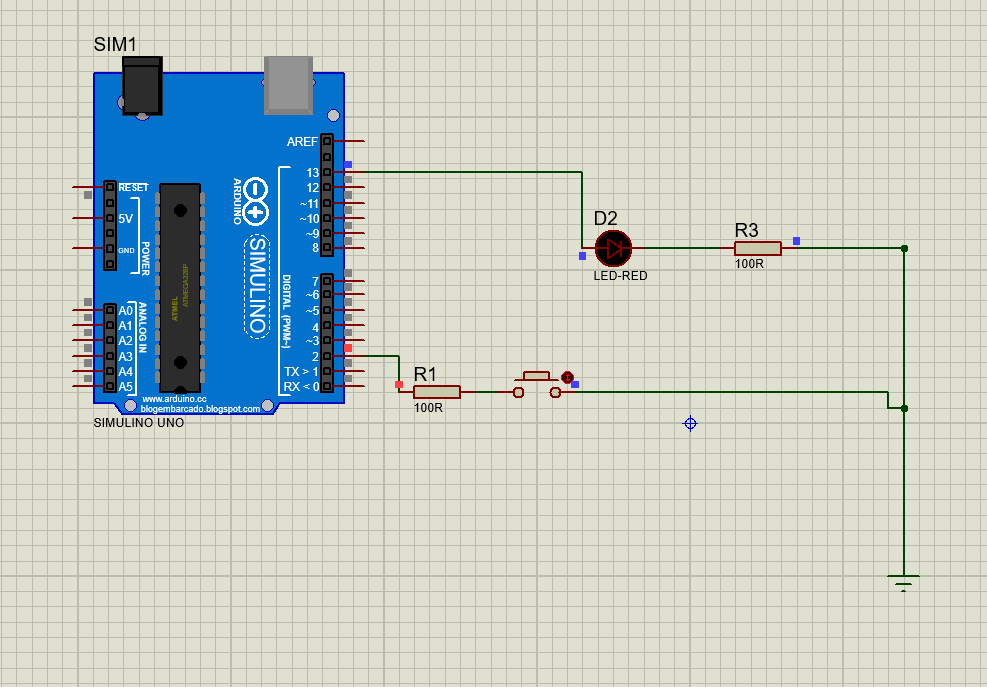 SIM1
AREF
13
12
~11
~10
~9
8
RESET
5V
GND
POWER
ARDUINO
SIMULINO
ATMEL
ATMEGA328P
DIGITAL (PWM~)
7
~6
~5
4
~3
2
TX > 1
RX < 0
ANALOG IN
A0
A1
A2
A3
A4
A5
www.arduino.cc
blogembarcado.blogspot.com
SIMULINO UNO
D2
LED-RED
R3
100R
R1
100R